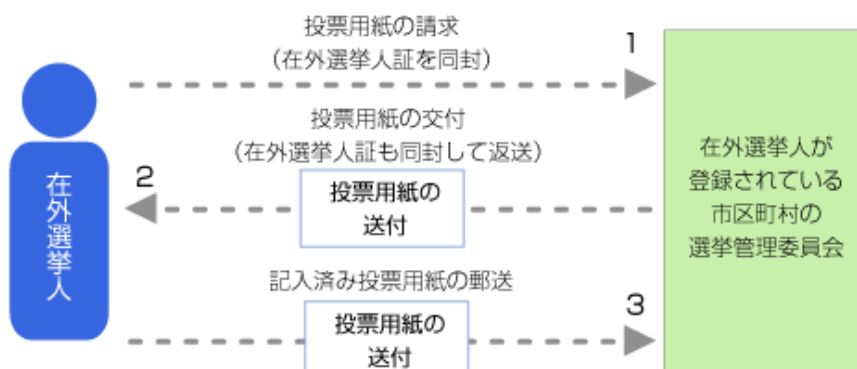 投票用紙の請求
（在外選挙人証を同封）
1
投票用紙の交付
（在外選挙人証も同封して返送）
2
投票用紙の
送付
記入済み投票用紙の郵送
3
投票用紙の
送付
在外選挙人
在外選挙人が
登録されている
市区町村の
選挙管理委員会